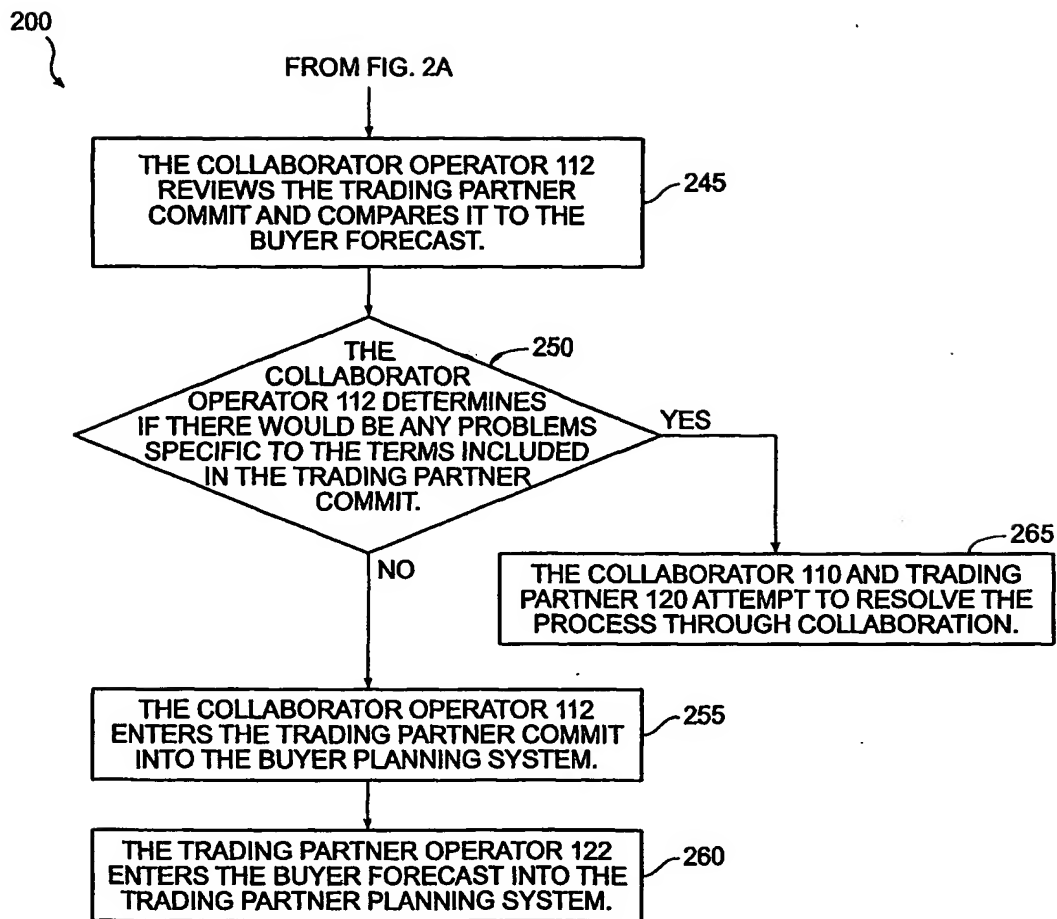 200
FROM FIG. 2A
THE COLLABORATOR OPERATOR 112
REVIEWS THE TRADING PARTNER
COMMIT AND COMPARES IT TO THE
BUYER FORECAST.
245
THE
COLLABORATOR
OPERATOR 112 DETERMINES
IF THERE WOULD BE ANY PROBLEMS
SPECIFIC TO THE TERMS INCLUDED
IN THE TRADING PARTNER
COMMIT.
250
YES
NO
265
THE COLLABORATOR 110 AND TRADING
PARTNER 120 ATTEMPT TO RESOLVE THE
PROCESS THROUGH COLLABORATION.
THE COLLABORATOR OPERATOR 112
ENTERS THE TRADING PARTNER COMMIT
INTO THE BUYER PLANNING SYSTEM.
255
THE TRADING PARTNER OPERATOR 122
ENTERS THE BUYER FORECAST INTO THE
TRADING PARTNER PLANNING SYSTEM.
260